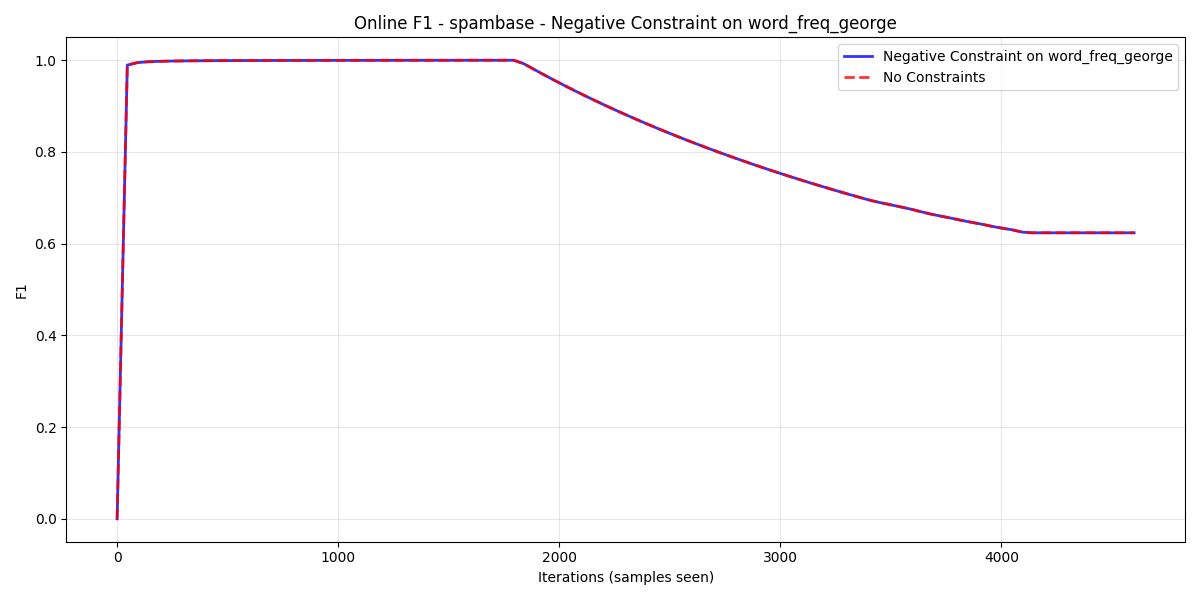 Online F1 - spambase - Negative Constraint on word_freq_george
Negative Constraint on word_freq_george
No Constraints
F1
1.0
0.8
0.6
0.4
0.2
0.0
0 1000 2000 3000 4000
Iterations (samples seen)